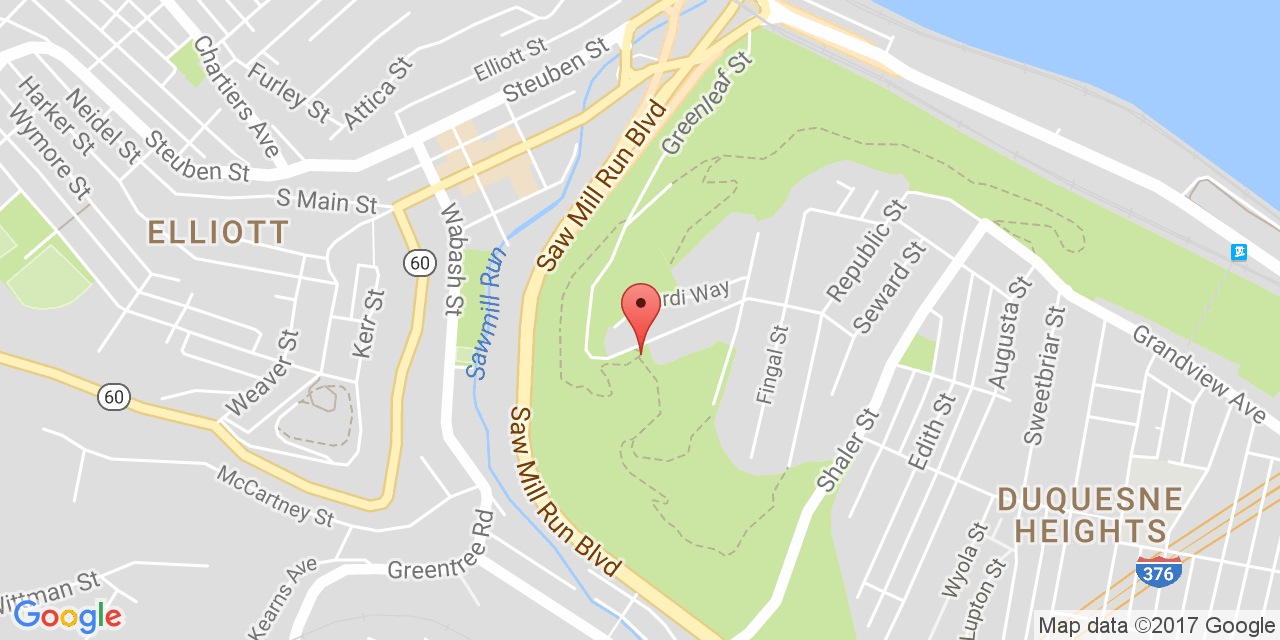 Elliott St
Steuben St
Chartiers Ave
Furley St
Attica St
Greenleaf St
Neidel St
Harker St
Wymore St
Steuben St
Saw Mill Run Blvd
S Main St
ELLIOTT
Wabash St
60
Sawmill Run
Republic St
Seward St
rdi Way
Augusta St
Grandview Ave
Kerr St
Weaver St
Fingal St
Sweetbriar St
60
Edith St
Shaler St
Saw Mill Run Blvd
McCartney St
DUQUESNE
HEIGHTS
Greentree Rd
Wyola St
Lupton St
376
Wittman St
Kearns Ave
Google
Map data ©2017 Google